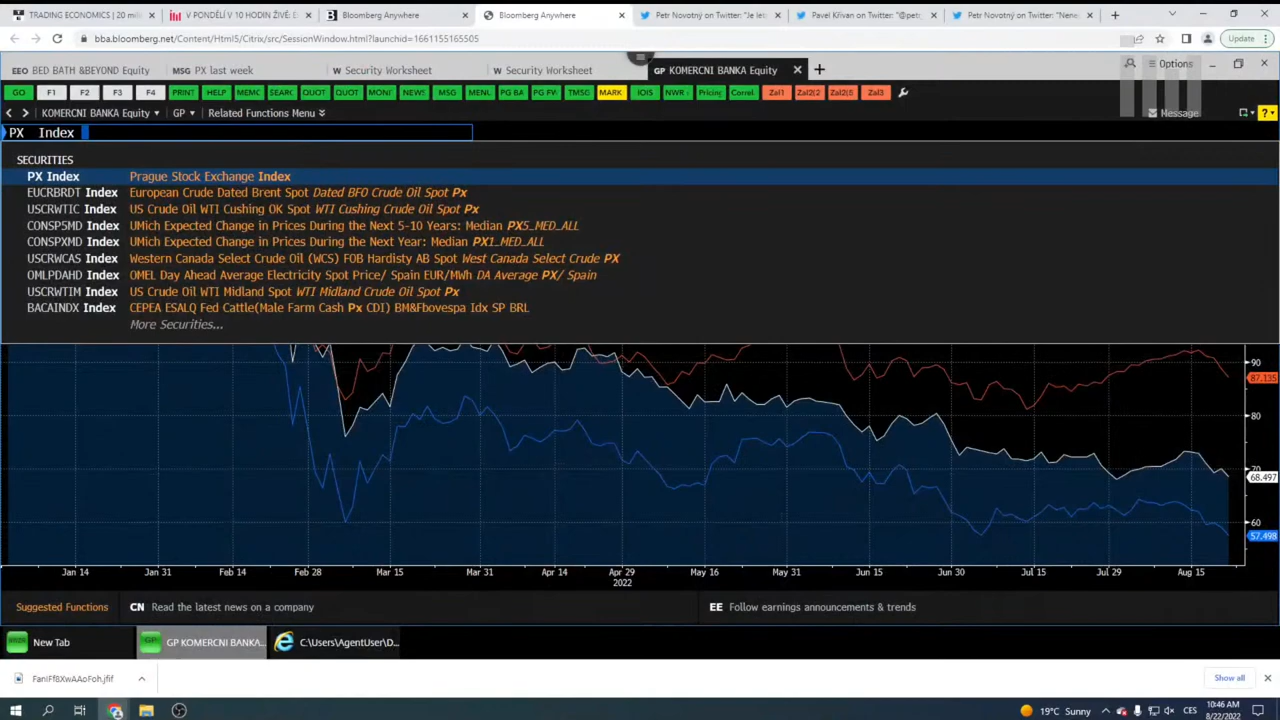 TRADING ECONOMICS | 20 mili
V PONDĚLÍ V 10 HODIN ŽIVĚ: E
Bloomberg Anywhere
Bloomberg Anywhere
Petr Novotný on Twitter: "Je les
Pavel Křivan on Twitter: "@petr
Petr Novotný on Twitter: "Nene
bba.bloomberg.net/Content/Html5/Citrix/src/SessionWindow.html?launchid=1661155165505
Update
EEO BED BATH &BEYOND Equity
MSG PX last week
W Security Worksheet
W Security Worksheet
GP KOMERCNI BANKA Equity
Options
GO F1 F2 F3 F4 PRINT HELP MEMC SEARC QUOT QUOT MONI NEWS MSG MENU PG BA PG FW TMSG MARK IOIS NWR Pricing Correl. Zal1 Zal2(2 Zal2(6 Zal3
KOMERCNI BANKA Equity
GP
Related Functions Menu
Message
?
PX Index
SECURITIES
PX Index Prague Stock Exchange Index
EUCRBRDT Index European Crude Dated Brent Spot Dated BFO Crude Oil Spot Px
USCRWTIC Index US Crude Oil WTI Cushing OK Spot WTI Cushing Crude Oil Spot Px
CONSP5MD Index UMich Expected Change in Prices During the Next 5-10 Years: Median PX5_MED_ALL
CONSPXMD Index UMich Expected Change in Prices During the Next Year: Median PX1_MED_ALL
USCRWCAS Index Western Canada Select Crude Oil (WCS) FOB Hardisty AB Spot West Canada Select Crude PX
OMLPDAHD Index OMEL Day Ahead Average Electricity Spot Price/ Spain EUR/MWh DA Average PX/ Spain
USCRWTIM Index US Crude Oil WTI Midland Spot WTI Midland Crude Oil Spot Px
BACAINDX Index CEPEA ESALQ Fed Cattle(Male Farm Cash Px CDI) BM&Fbovespa Idx SP BRL
More Securities...
90
87.135
80
70
68.497
60
57.498
Jan 14 Jan 31 Feb 14 Feb 28 Mar 15 Mar 31 Apr 14 Apr 29 May 16 May 31 Jun 15 Jun 30 Jul 15 Jul 29 Aug 15
2022
Suggested Functions
CN Read the latest news on a company
EE Follow earnings announcements & trends
New Tab
GP KOMERCNI BANKA...
C:\Users\AgentUser\D...
FanIFf8XwAAoFoh.jfif
Show all
19°C Sunny
CES
10:46 AM
8/22/2022